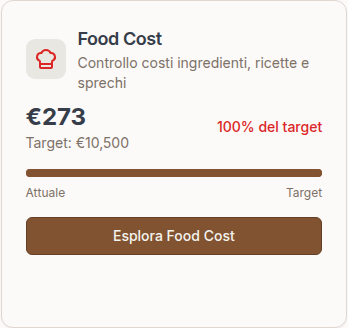 Food Cost
Controllo costi ingredienti, ricette e
sprechi
€273
100% del target
Target: €10,500
Attuale
Target
Esplora Food Cost